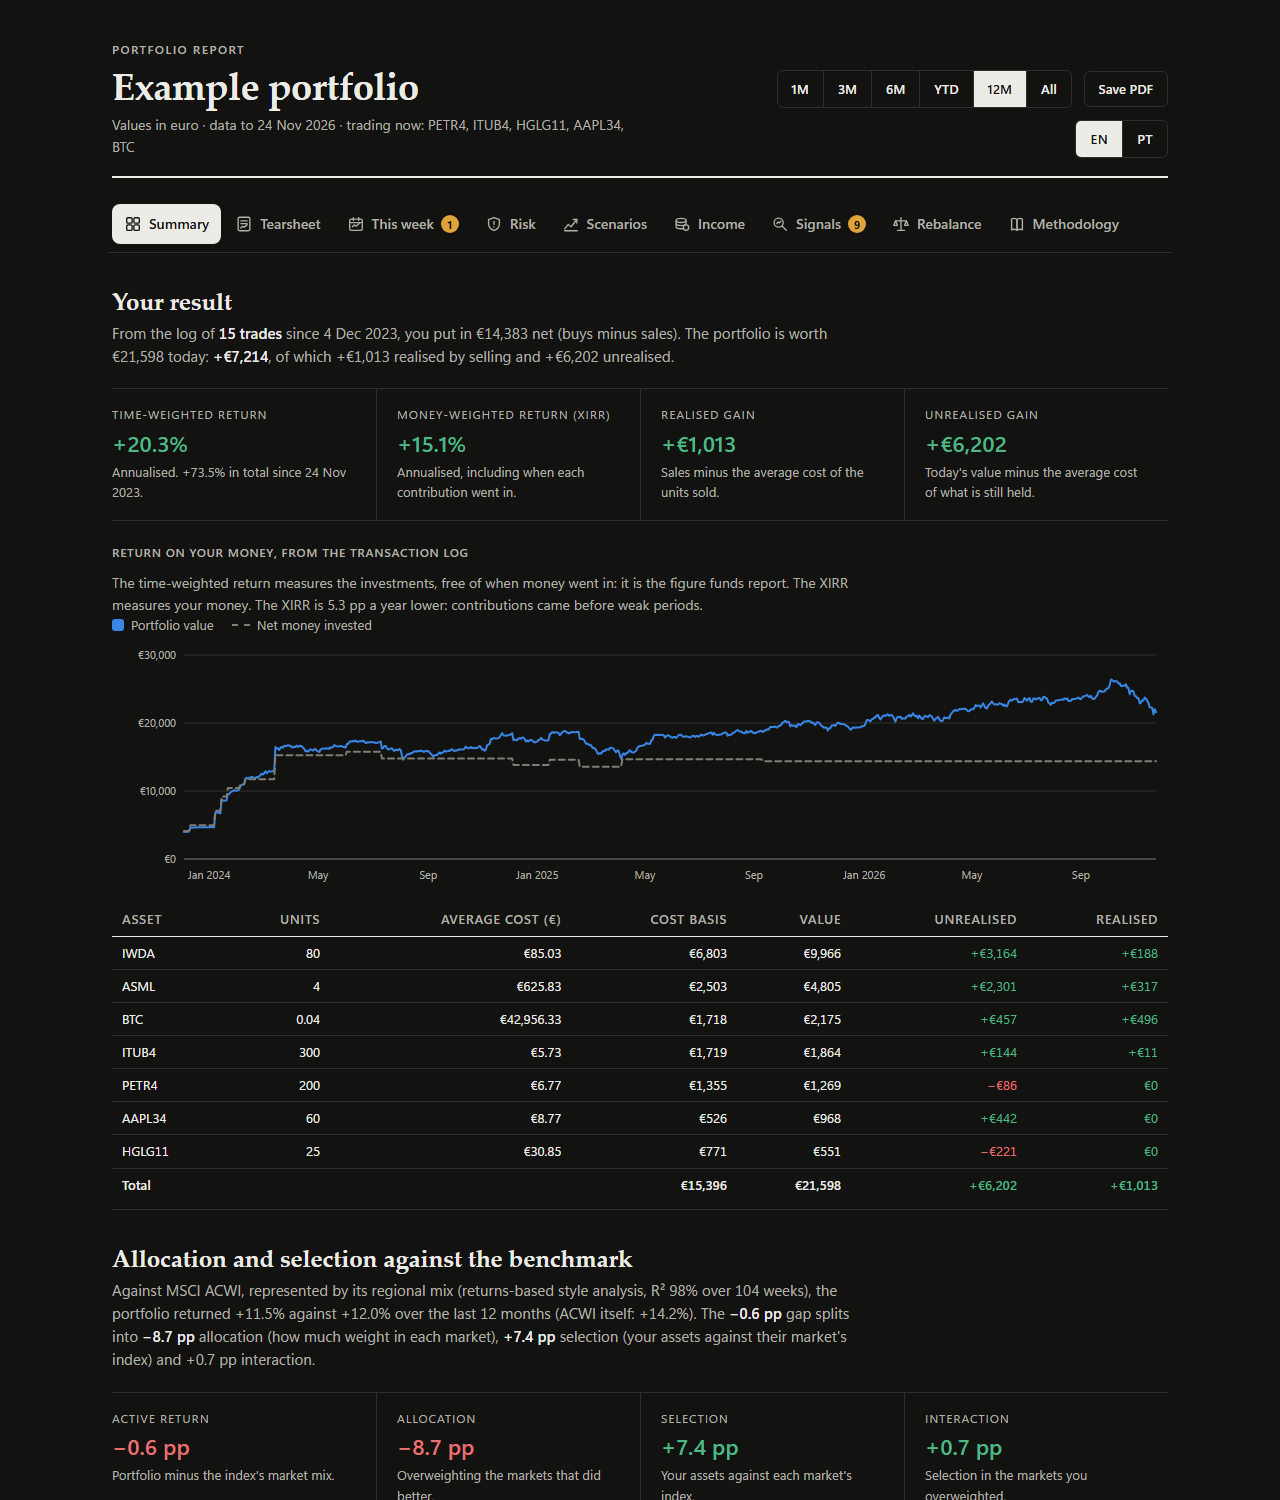 PORTFOLIO REPORT
Example portfolio
Values in euro · data to 24 Nov 2026 · trading now: PETR4, ITUB4, HGLG11, AAPL34,
BTC
1M 3M 6M YTD 12M All Save PDF
EN PT
Summary Tearsheet This week 1 Risk Scenarios Income Signals 9 Rebalance Methodology
Your result
From the log of 15 trades since 4 Dec 2023, you put in €14,383 net (buys minus sales). The portfolio is worth
€21,598 today: +€7,214, of which +€1,013 realised by selling and +€6,202 unrealised.
TIME-WEIGHTED RETURN MONEY-WEIGHTED RETURN (XIRR) REALISED GAIN UNREALISED GAIN
+20.3% +15.1% +€1,013 +€6,202
Annualised. +73.5% in total since 24 Nov Annualised, including when each Sales minus the average cost of the Today's value minus the average cost
2023. contribution went in. units sold. of what is still held.
RETURN ON YOUR MONEY, FROM THE TRANSACTION LOG
The time-weighted return measures the investments, free of when money went in: it is the figure funds report. The XIRR
measures your money. The XIRR is 5.3 pp a year lower: contributions came before weak periods.
Portfolio value Net money invested
€30,000
€20,000
€10,000
€0
Jan 2024 May Sep Jan 2025 May Sep Jan 2026 May Sep
ASSET UNITS AVERAGE COST (€) COST BASIS VALUE UNREALISED REALISED
IWDA 80 €85.03 €6,803 €9,966 +€3,164 +€188
ASML 4 €625.83 €2,503 €4,805 +€2,301 +€317
BTC 0.04 €42,956.33 €1,718 €2,175 +€457 +€496
ITUB4 300 €5.73 €1,719 €1,864 +€144 +€11
PETR4 200 €6.77 €1,355 €1,269 −€86 €0
AAPL34 60 €8.77 €526 €968 +€442 €0
HGLG11 25 €30.85 €771 €551 −€221 €0
Total €15,396 €21,598 +€6,202 +€1,013
Allocation and selection against the benchmark
Against MSCI ACWI, represented by its regional mix (returns-based style analysis, R² 98% over 104 weeks), the
portfolio returned +11.5% against +12.0% over the last 12 months (ACWI itself: +14.2%). The −0.6 pp gap splits
into −8.7 pp allocation (how much weight in each market), +7.4 pp selection (your assets against their market's
index) and +0.7 pp interaction.
ACTIVE RETURN ALLOCATION SELECTION INTERACTION
−0.6 pp −8.7 pp +7.4 pp +0.7 pp
Portfolio minus the index's market mix. Overweighting the markets that did Your assets against each market's Selection in the markets you
better. index. overweighted.